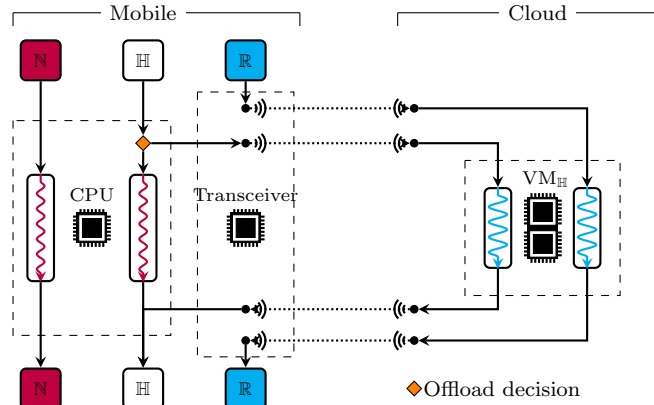 Mobile
Cloud
ℕ
ℍ
ℝ
CPU
Transceiver
VMℍ
ℕ
ℍ
ℝ
Offload decision